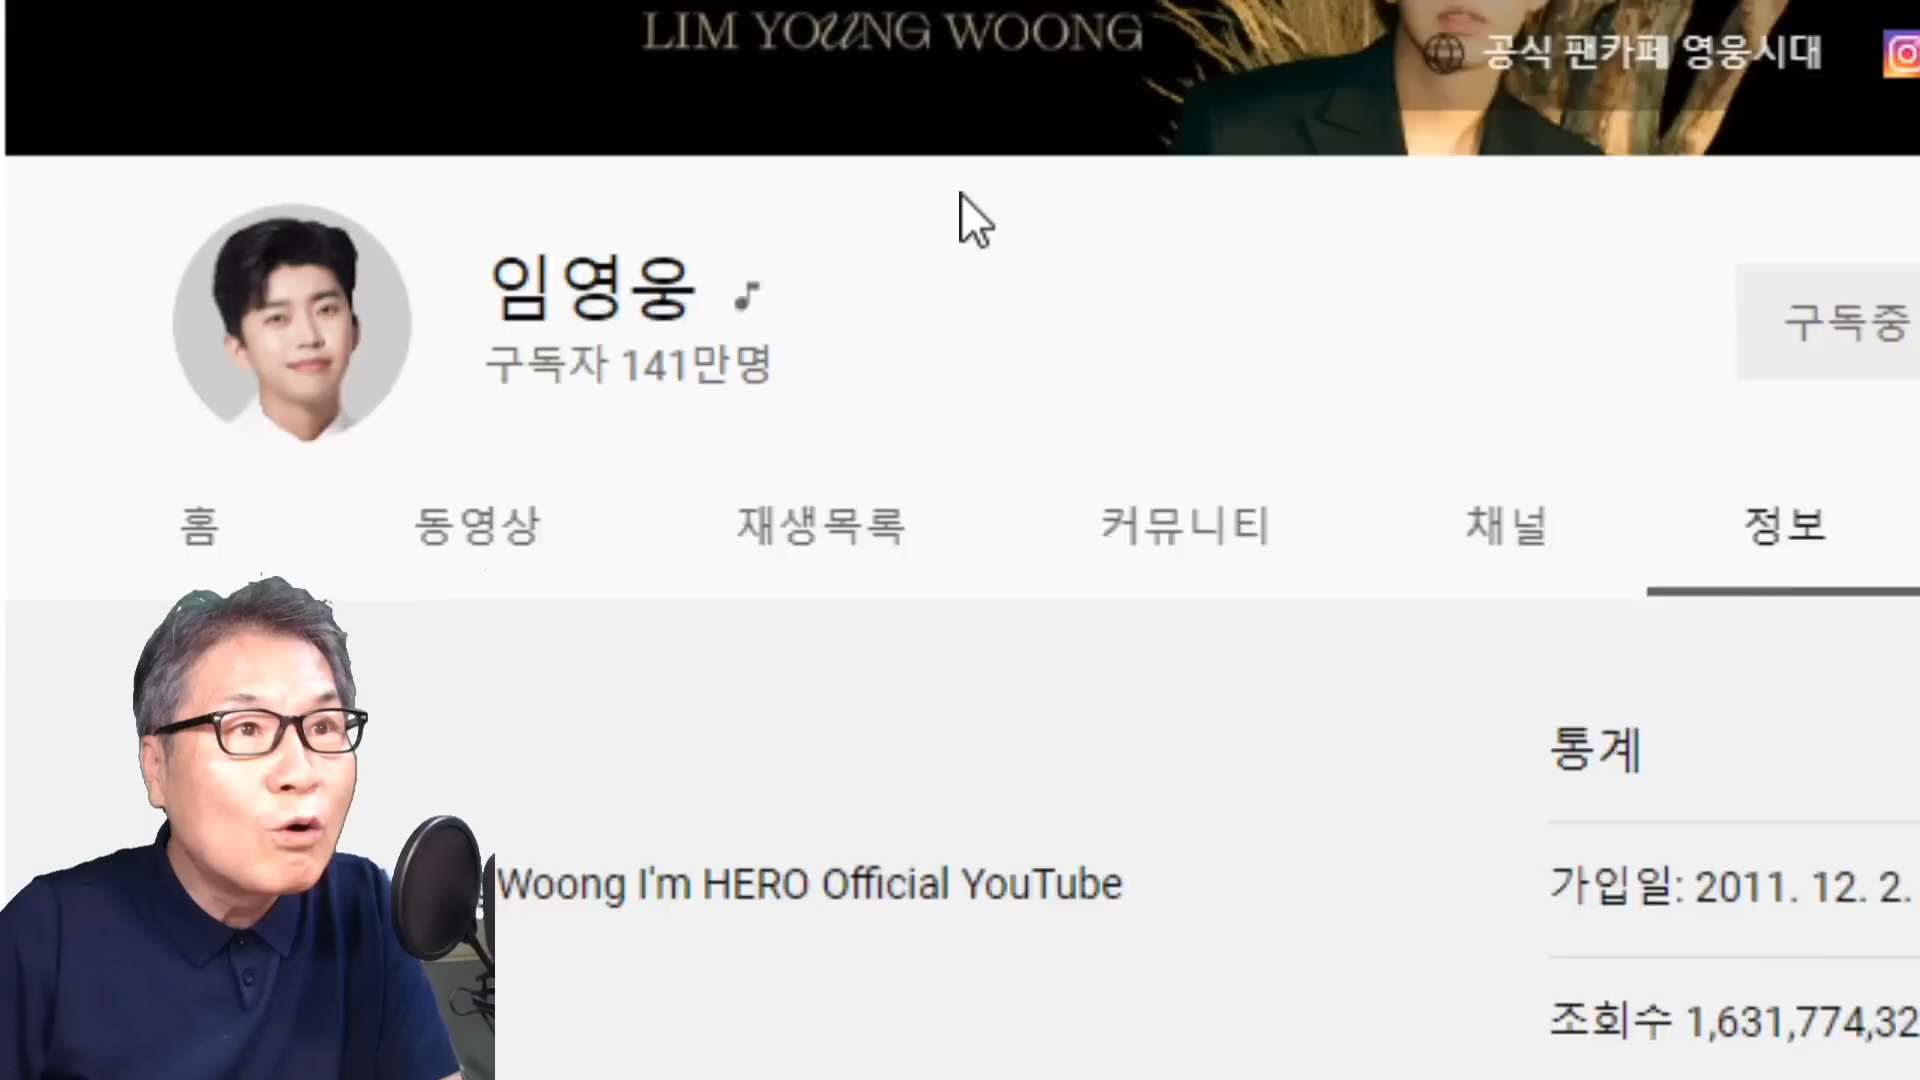 LIM YOUNG WOONG
공식 팬카페 영웅시대
임영웅
구독자 141만명
구독중
홈 동영상 재생목록 커뮤니티 채널 정보
통계
Woong I'm HERO Official YouTube
가입일: 2011. 12. 2.
조회수 1,631,774,32